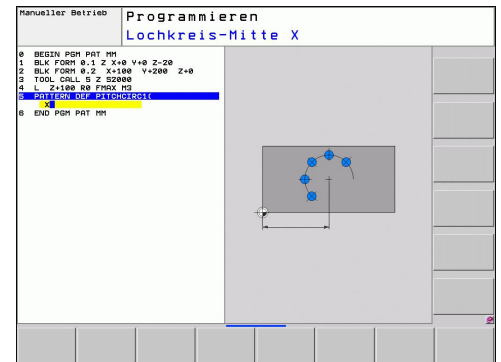 Manueller Betrieb
Programmieren
Lochkreis-Mitte X
0 BEGIN PGM PAT MM
1 BLK FORM 0.1 Z X+0 Y+0 Z-20
2 BLK FORM 0.2 X+100 Y+200 Z+0
3 TOOL CALL 5 Z S2000
4 L Z+100 R0 FMAX M3
5 PATTERN DEF PITCHCIRC1(
X
6 END PGM PAT MM